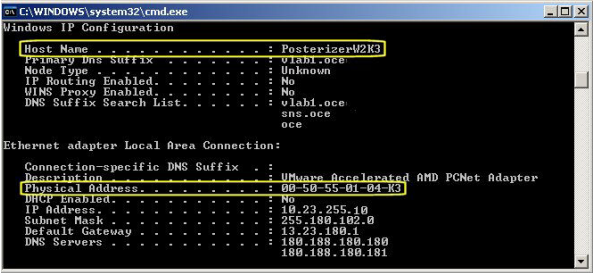 C:\WINDOWS\system32\cmd.exe
Windows IP Configuration
Host Name . . . . . . . . . . . . : PosterizerW2K3
Primary Dns Suffix . . . . . . . : vlab1.oce
Node Type . . . . . . . . . . . . : Unknown
IP Routing Enabled. . . . . . . . : No
WINS Proxy Enabled. . . . . . . . : No
DNS Suffix Search List. . . . . . : vlab1.oce
sns.oce
oce
Ethernet adapter Local Area Connection:
Connection-specific DNS Suffix . :
Description . . . . . . . . . . . : VMware Accelerated AMD PCNet Adapter
Physical Address. . . . . . . . . : 00-50-55-01-04-K3
DHCP Enabled. . . . . . . . . . . : No
IP Address. . . . . . . . . . . . : 10.23.255.10
Subnet Mask . . . . . . . . . . . : 255.180.102.0
Default Gateway . . . . . . . . . : 13.23.180.1
DNS Servers . . . . . . . . . . . : 180.188.180.180
180.188.180.181